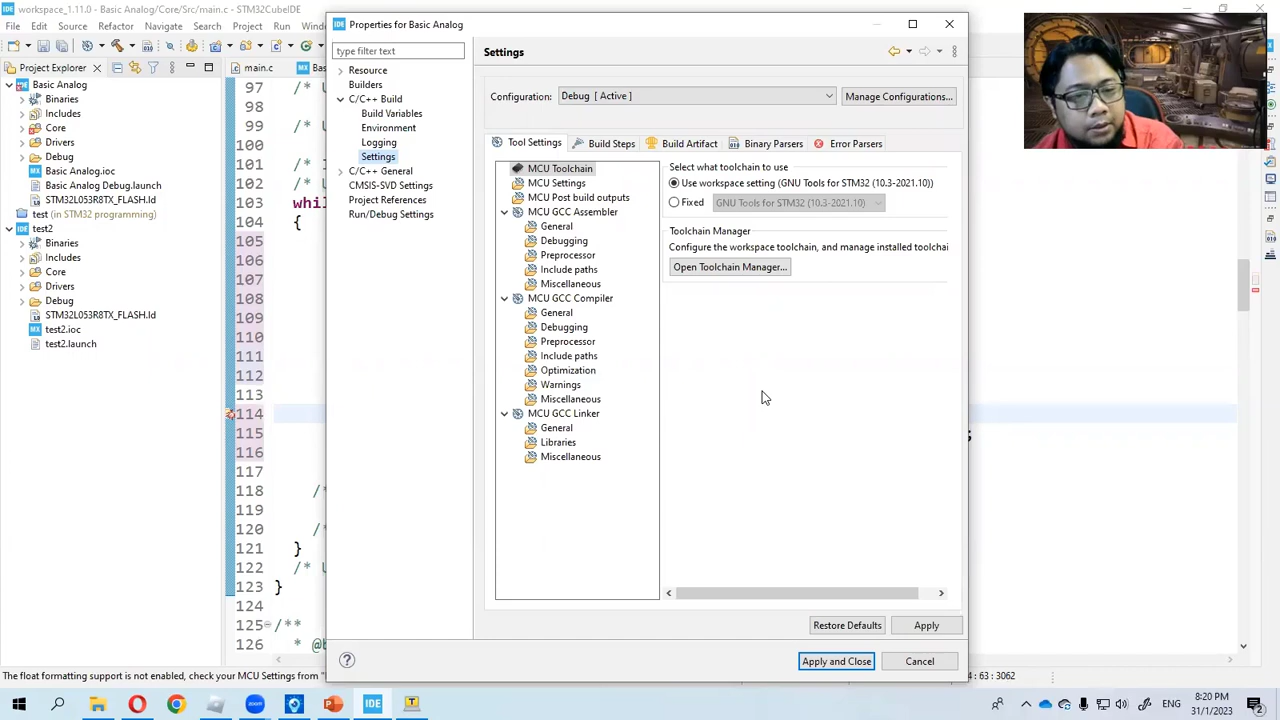 workspace_1.11.0 - Basic Analog/Core/Src/main.c - STM32CubeIDE
File Edit Source Refactor Navigate Search Project
Project Explorer
Basic Analog
Binaries
Includes
Core
Drivers
Debug
Basic Analog.ioc
Basic Analog Debug.launch
STM32L053R8TX_FLASH.ld
test (in STM32 programming)
test2
Binaries
Includes
Core
Drivers
Debug
STM32L053R8TX_FLASH.ld
test2.ioc
test2.launch
main.c
97 /* U
98
99 /* U
100
101 /* I
102 /* U
103 whil
104 {
105
106
107
108
109
110
111
112
113
114
115
116
117
118 /*
119
120 /*
121 }
122 /* U
123 }
124
125 /**
126 * @b
Properties for Basic Analog
type filter text
Resource
Builders
C/C++ Build
Build Variables
Environment
Logging
Settings
C/C++ General
CMSIS-SVD Settings
Project References
Run/Debug Settings
Settings
Configuration: Debug [ Active ] Manage Configurations...
Tool Settings Build Steps Build Artifact Binary Parsers Error Parsers
MCU Toolchain
MCU Settings
MCU Post build outputs
MCU GCC Assembler
General
Debugging
Preprocessor
Include paths
Miscellaneous
MCU GCC Compiler
General
Debugging
Preprocessor
Include paths
Optimization
Warnings
Miscellaneous
MCU GCC Linker
General
Libraries
Miscellaneous
Select what toolchain to use
Use workspace setting (GNU Tools for STM32 (10.3-2021.10))
Fixed GNU Tools for STM32 (10.3-2021.10)
Toolchain Manager
Configure the workspace toolchain, and manage installed toolchai
Open Toolchain Manager...
Restore Defaults Apply
Apply and Close Cancel
The float formatting support is not enabled, check your MCU Settings from "
4 : 63 : 3062
ENG
8:20 PM
31/1/2023
2